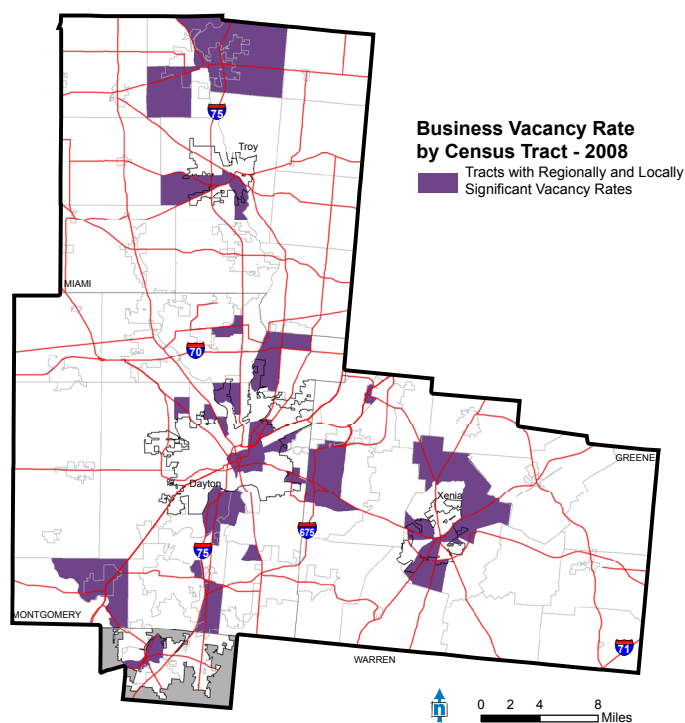 Business Vacancy Rate
by Census Tract - 2008
Tracts with Regionally and Locally
Significant Vacancy Rates
75
Troy
MIAMI
70
GREENE
Xenia
Dayton
675
75
MONTGOMERY
71
WARREN
n
0 2 4 8
Miles